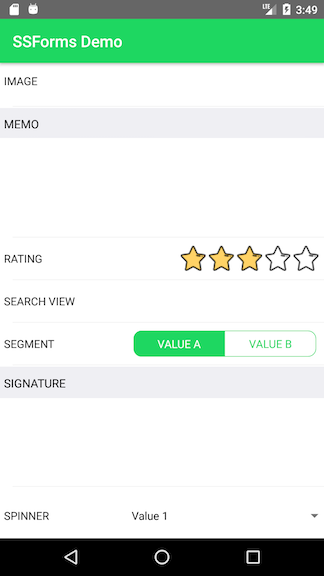 LTE 3:49
SSForms Demo
IMAGE
MEMO
RATING
SEARCH VIEW
SEGMENT VALUE A VALUE B
SIGNATURE
SPINNER Value 1